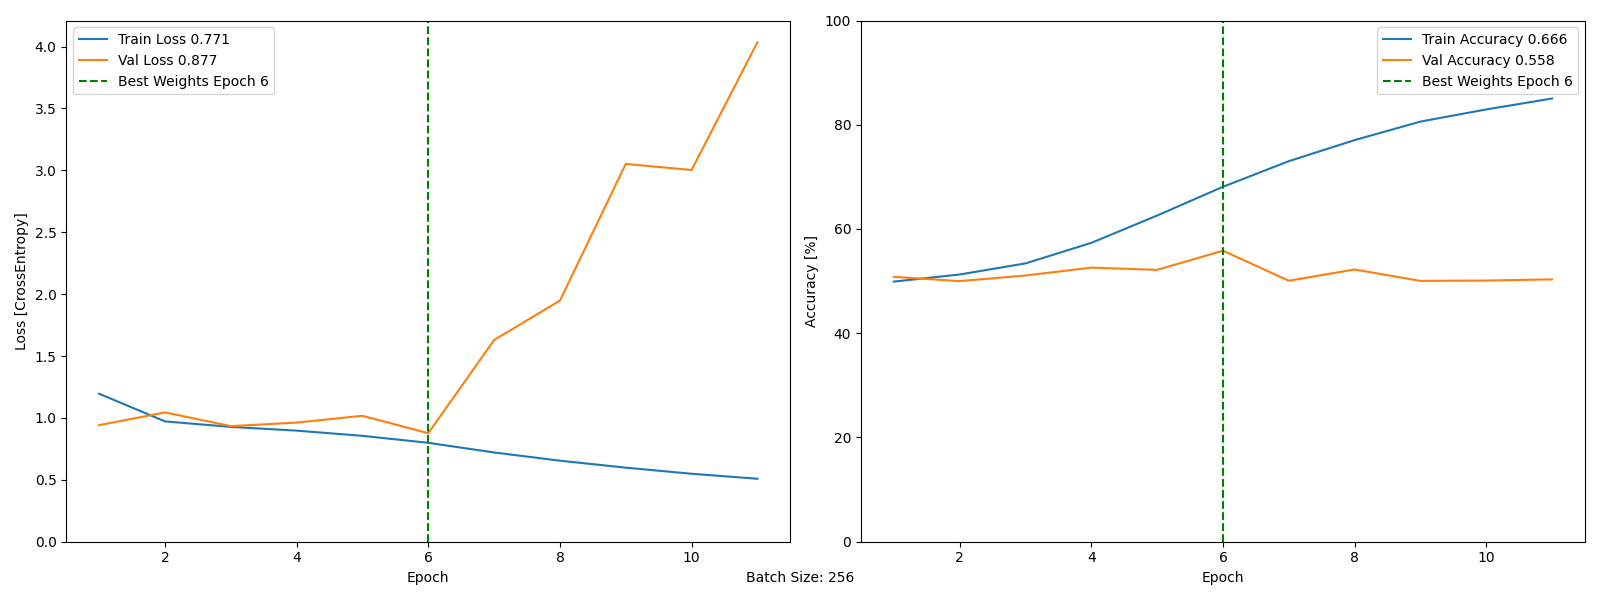 Train Loss 0.771
Val Loss 0.877
Best Weights Epoch 6
4.0
3.5
3.0
2.5
2.0
1.5
1.0
0.5
0.0
Loss [CrossEntropy]
2 4 6 8 10
Epoch
Train Accuracy 0.666
Val Accuracy 0.558
Best Weights Epoch 6
100
80
60
40
20
0
Accuracy [%]
2 4 6 8 10
Epoch
Batch Size: 256